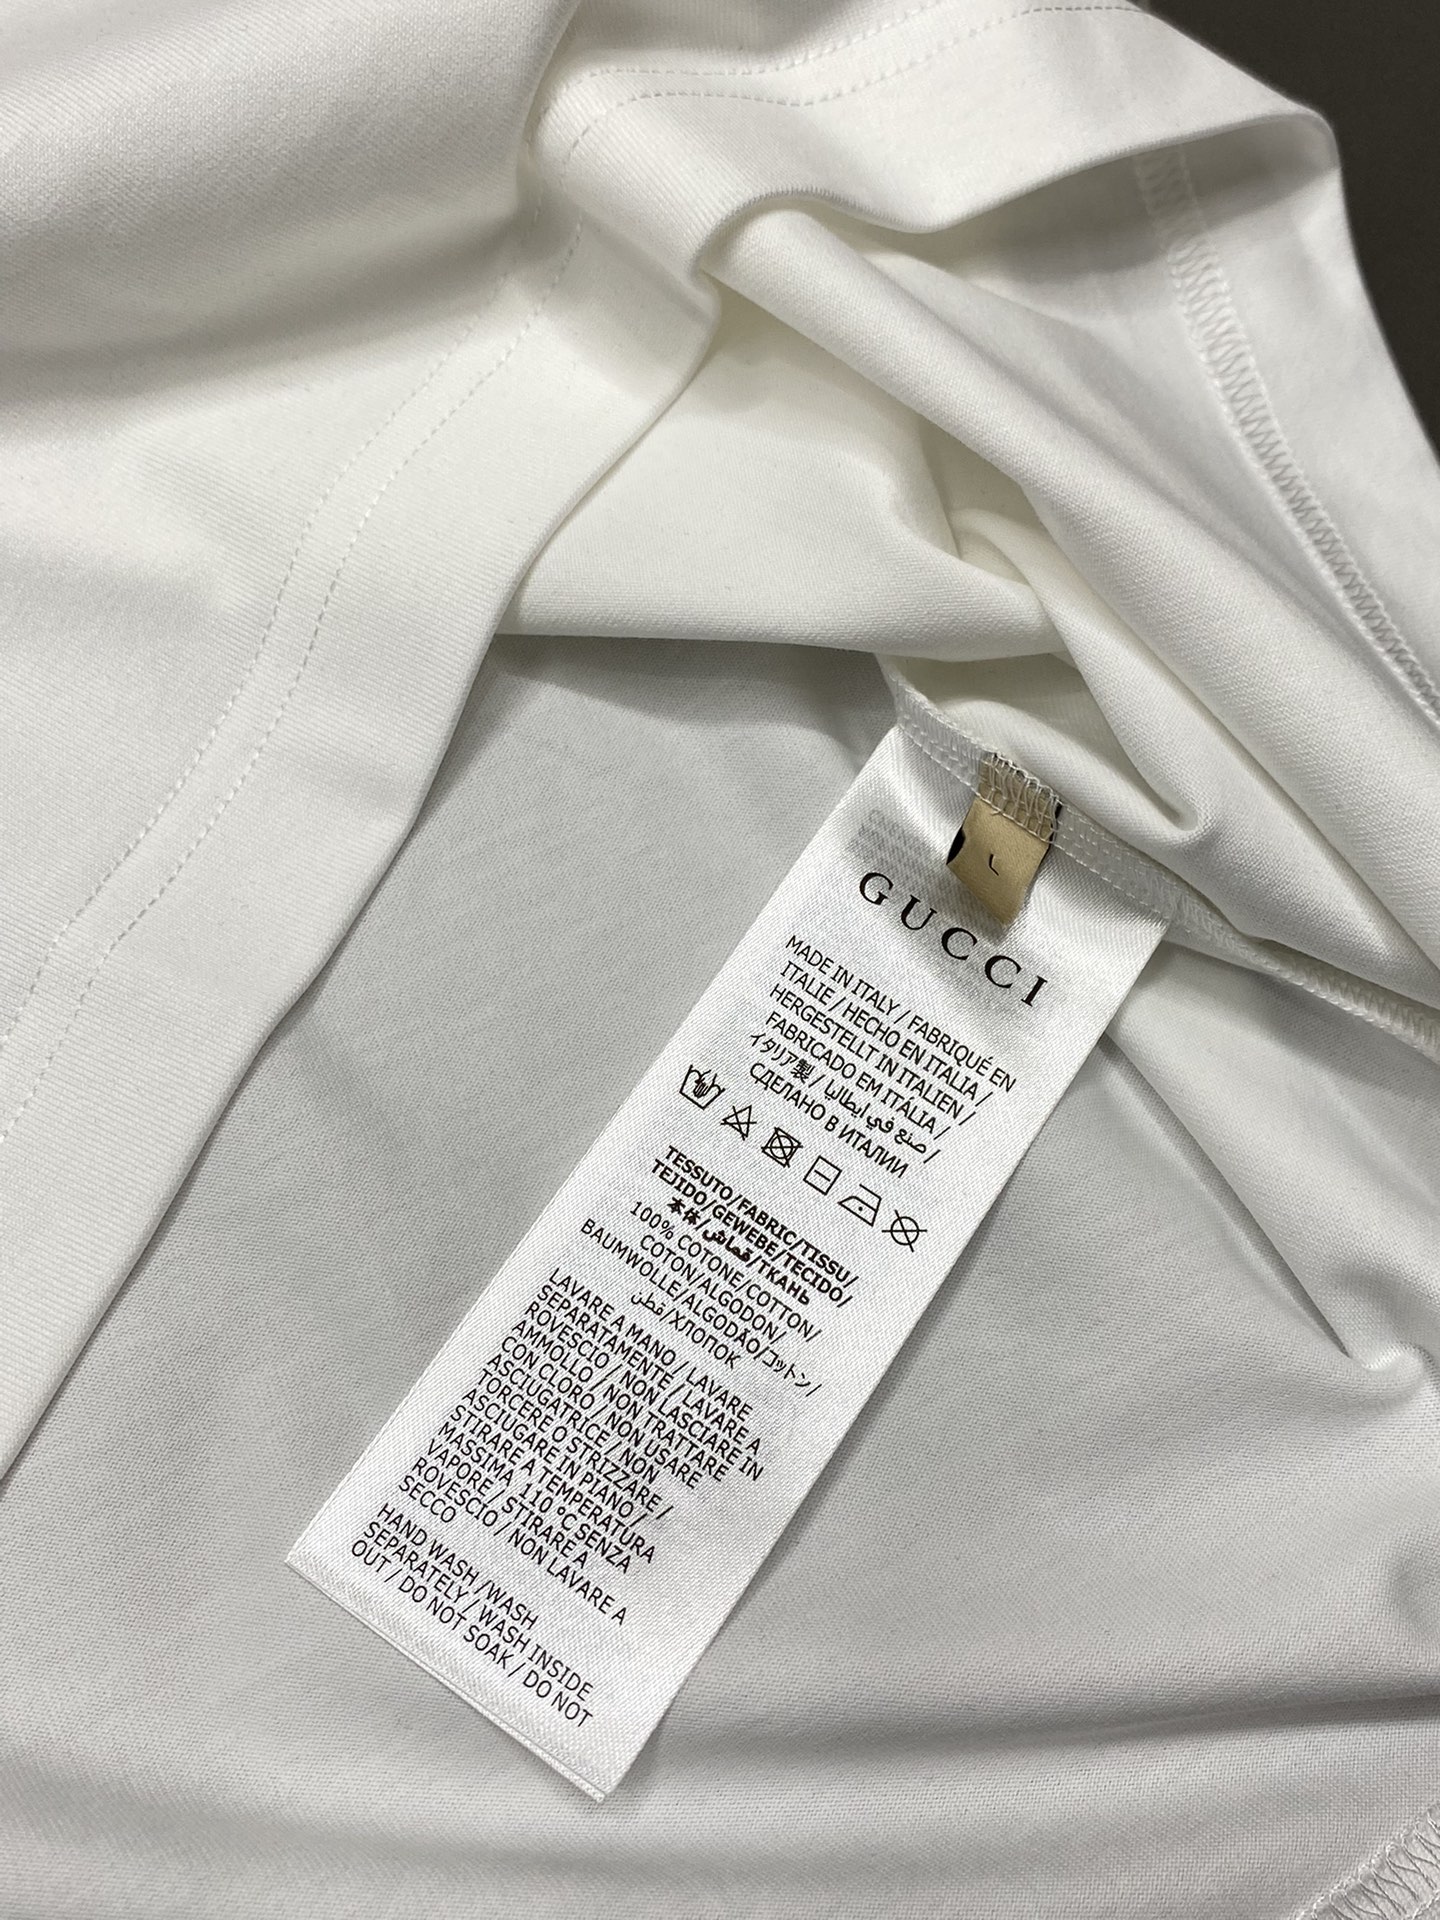 L
GUCCI
MADE IN ITALY / FABRIQUÉ EN
ITALIE / HECHO EN ITALIA /
HERGESTELLT IN ITALIEN /
FABRICADO EM ITÁLIA /
イタリア製 / صنع في ايطاليا /
СДЕЛАНО В ИТАЛИИ
TESSUTO/FABRIC/TISSU/
TEJIDO/GEWEBE/TECIDO/
本体/قماش/ТКАНЬ
100% COTONE/COTTON/
COTON/ALGODON/
BAUMWOLLE/ALGODÃO/コットン/
قطن/ХЛОПОК
LAVARE A MANO / LAVARE
SEPARATAMENTE / LAVARE A
ROVESCIO / NON LASCIARE IN
AMMOLLO / NON TRATTARE
CON CLORO / NON USARE
ASCIUGATRICE / NON
TORCERE O STRIZZARE /
ASCIUGARE IN PIANO /
STIRARE A TEMPERATURA
MASSIMA 110 °C SENZA
VAPORE / STIRARE A
ROVESCIO / NON LAVARE A
SECCO
HAND WASH /WASH
SEPARATELY / WASH INSIDE
OUT / DO NOT SOAK / DO NOT